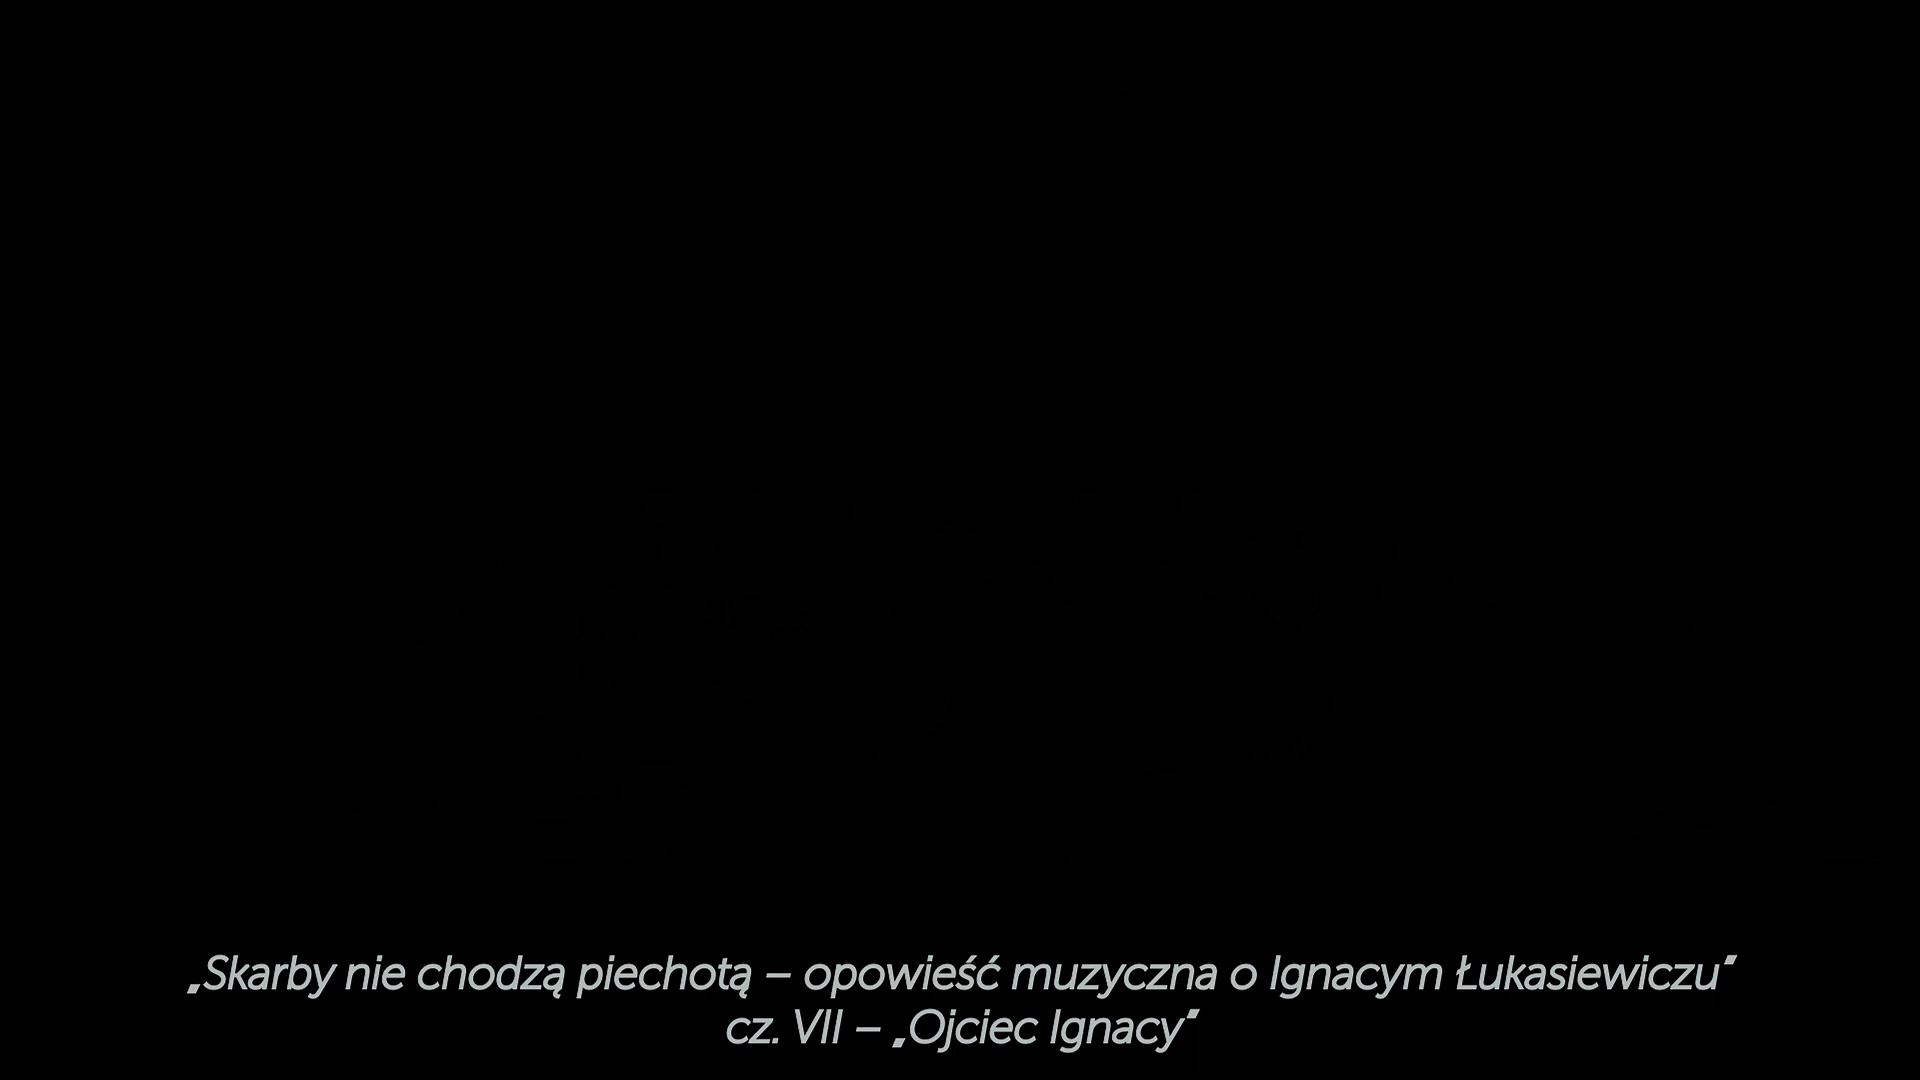 „Skarby nie chodzą piechotą – opowieść muzyczna o Ignacym Łukasiewiczu”
cz. VII – „Ojciec Ignacy”